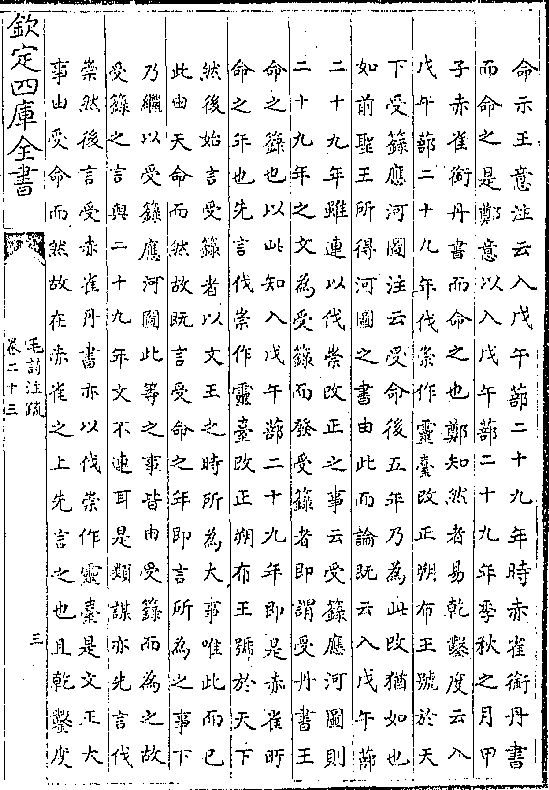 命示王意注云入戊午蔀二十九年時赤雀銜丹書
而命之是鄭意以入戊午蔀二十九年季秋之月甲
子赤雀銜丹書而命之也鄭知然者易乾鑿度云入
戊午蔀二十九年伐崇作靈臺改正朔布王號於天
下受籙應河圖注云受命後五年乃為此改猶如也
如前聖王所得河圖之書由此而論既云入戊午蔀
二十九年雖連以伐崇改正之事云受籙應河圖則
二十九年之文為受籙而發受籙者即謂受丹書王
命之籙也以此知入戊午蔀二十九年即是赤雀所
命之年也先言伐崇作靈臺改正朔布王號於天下
然後始言受籙者以文王之時所為大事唯此而已
此由天命而然故既言受命之年即言所為之事下
乃繼以受籙應河圖此等之事皆由受籙而為之故
受籙之言與二十九年文不連耳是類謀亦先言伐
崇然後言受赤雀丹書亦以伐崇作靈臺是文王大
事由受命而然故在赤雀之上先言之也且乾鑿度
欽定四庫全書
毛詩注疏
卷二十三
三